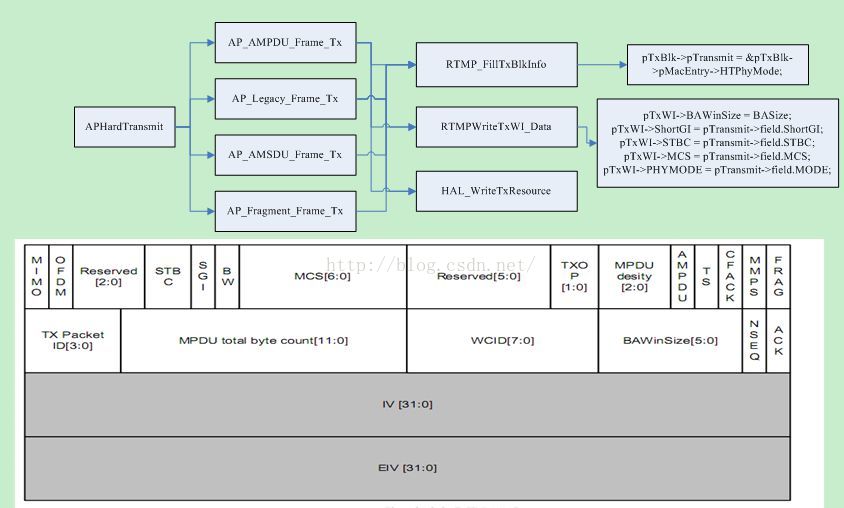 AP_AMPDU_Frame_Tx
AP_Legacy_Frame_Tx
APHardTransmit
AP_AMSDU_Frame_Tx
AP_Fragment_Frame_Tx
RTMP_FillTxBlkInfo
RTMPWriteTxWI_Data
HAL_WriteTxResource
pTxBlk->pTransmit = &pTxBlk-
>pMacEntry->HTPhyMode;
pTxWI->BAWinSize = BASize;
pTxWI->ShortGI = pTransmit->field.ShortGI;
pTxWI->STBC = pTransmit->field.STBC;
pTxWI->MCS = pTransmit->field.MCS;
pTxWI->PHYMODE = pTransmit->field.MODE;
http://blog.csdn.net/
MIMO
OFDM
Reserved
[2:0]
STB
C
SGI
BW
MCS[6:0]
Reserved[5:0]
TXO
P
[1:0]
MPDU
desity
[2:0]
AMPDU
TS
CFACK
MMPS
FRAG
TX Packet
ID[3:0]
MPDU total byte count[11:0]
WCID[7:0]
BAWinSize[5:0]
NSEQ
ACK
IV [31:0]
EIV [31:0]